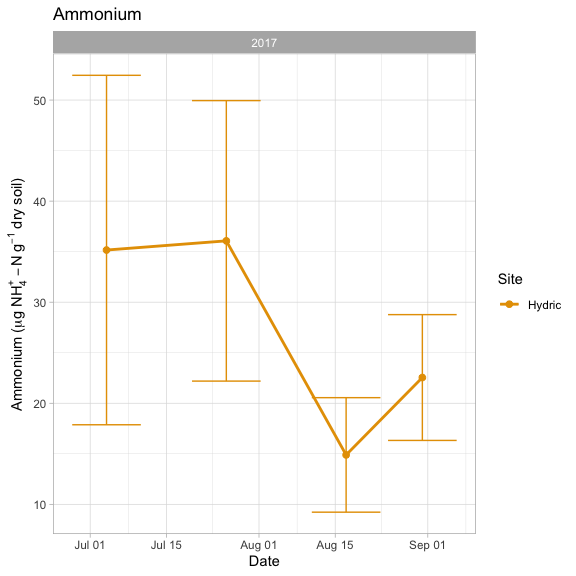 Ammonium
2017
Ammonium (μg NH₄⁺ – N g⁻¹ dry soil)
50
40
30
20
10
Jul 01 Jul 15 Aug 01 Aug 15 Sep 01
Date
Site
Hydric